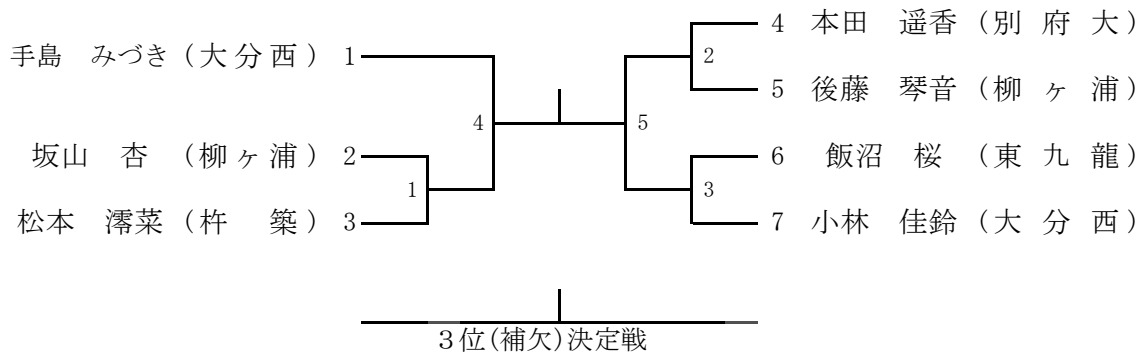 手島 みづき (大分西) 1
坂山 杏 (柳ヶ浦) 2
松本 澪菜 (杵 築) 3
4
1
4 本田 遥香 (別 府 大)
5 後藤 琴音 (柳 ヶ 浦)
6 飯沼 桜 (東 九 龍)
7 小林 佳鈴 (大 分 西)
2
5
3
3位(補欠)決定戦